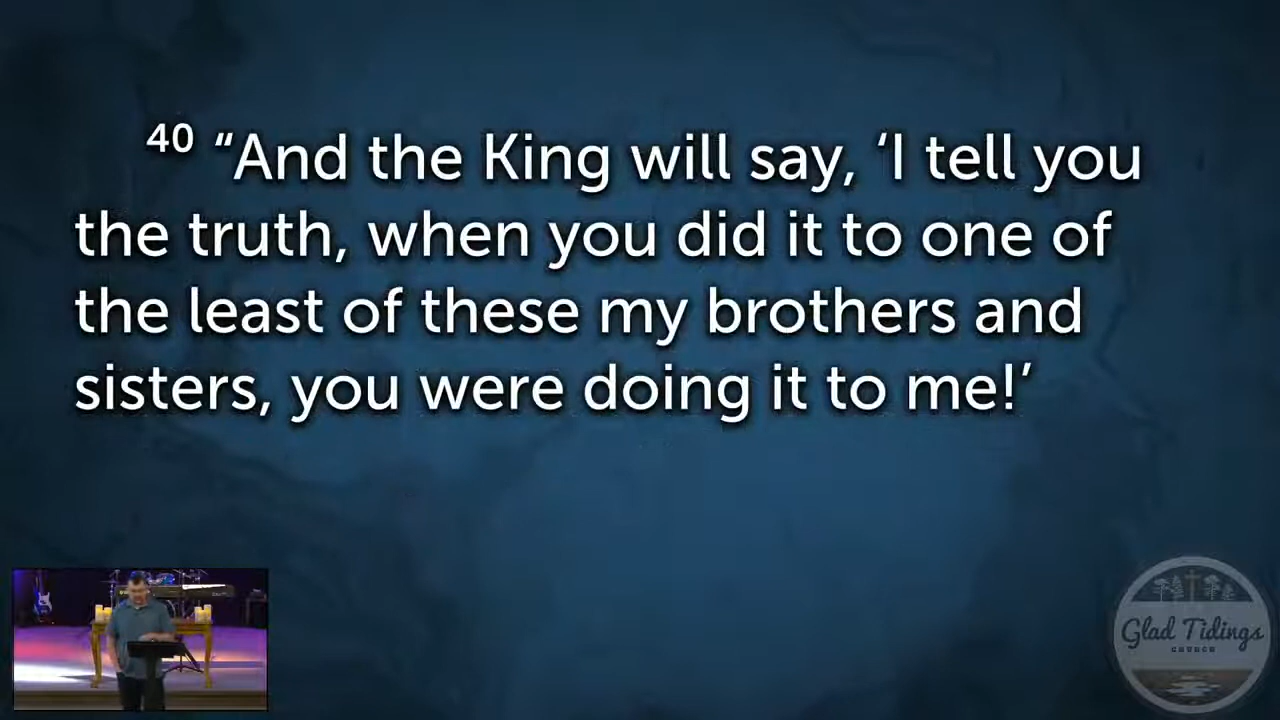 40 “And the King will say, ‘I tell you
the truth, when you did it to one of
the least of these my brothers and
sisters, you were doing it to me!’
Glad Tidings
CHURCH